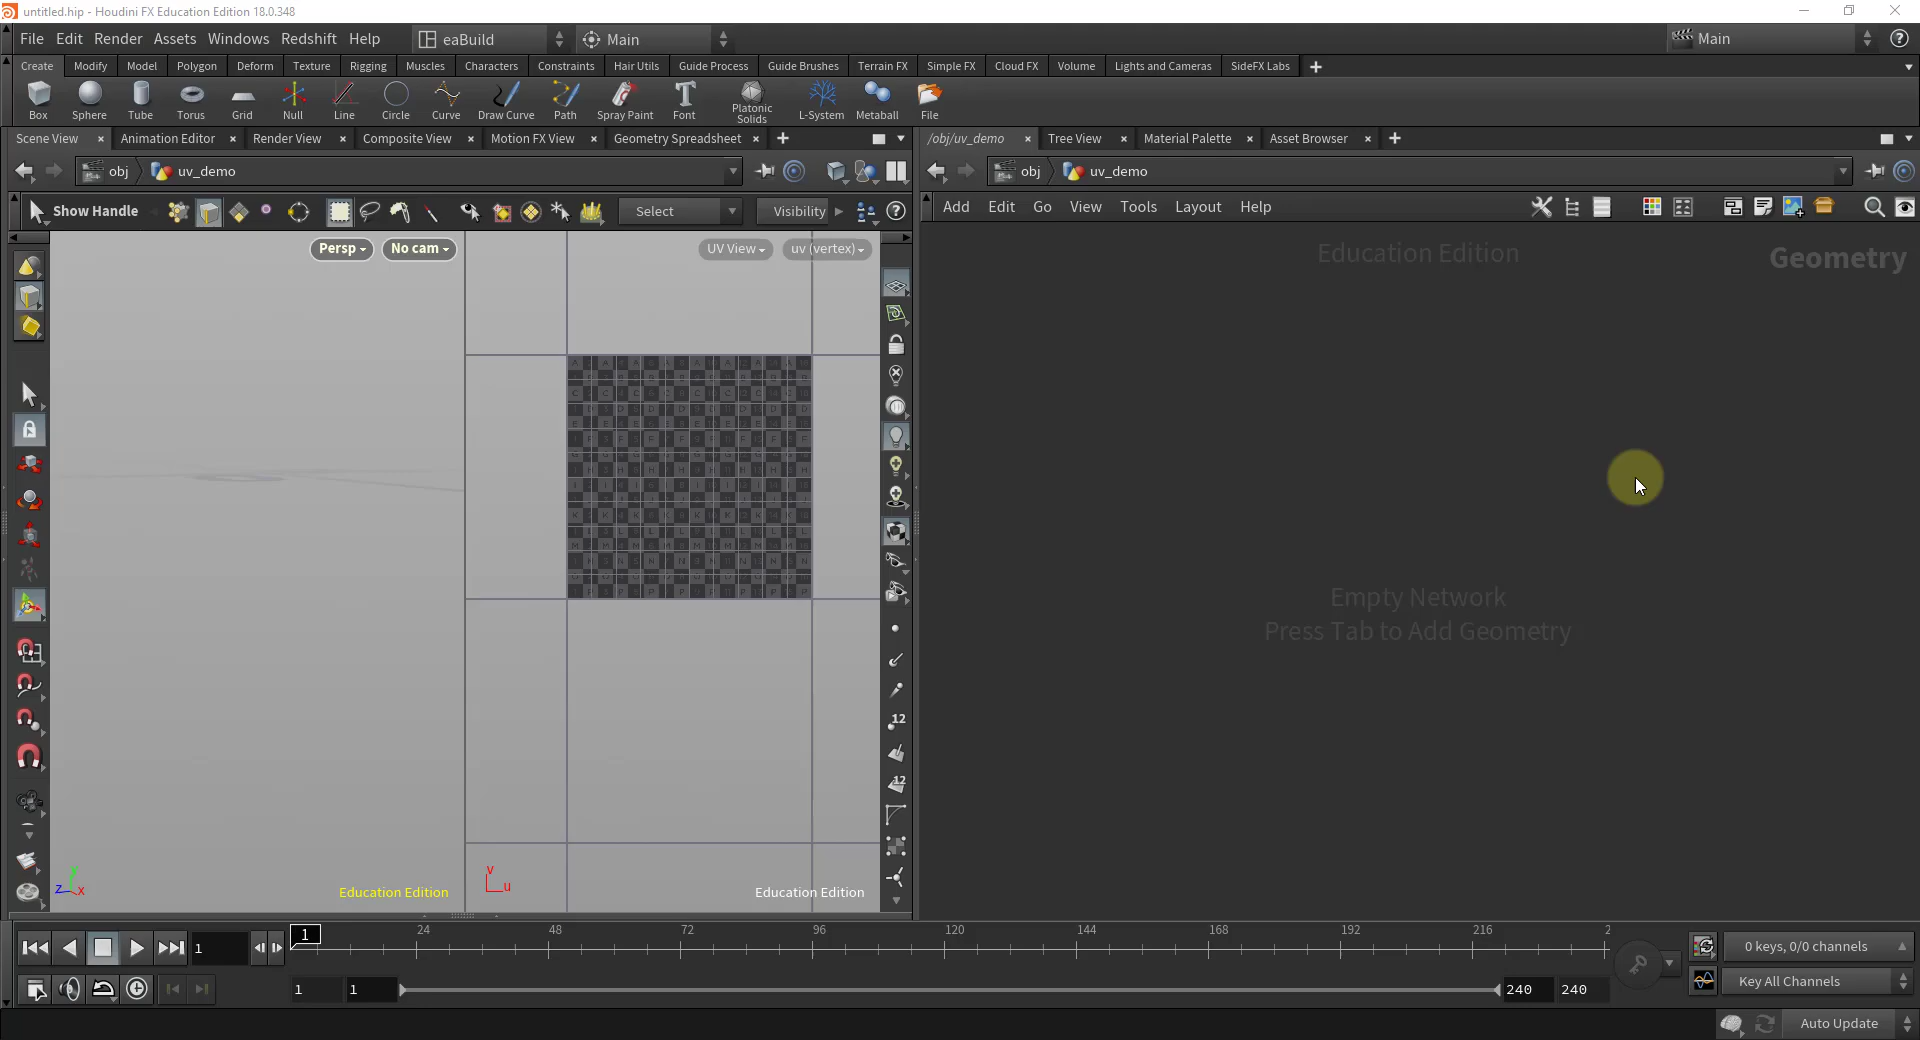 untitled.hip - Houdini FX Education Edition 18.0.348
File Edit Render Assets Windows Redshift Help eaBuild Main Main
Create Modify Model Polygon Deform Texture Rigging Muscles Characters Constraints Hair Utils Guide Process Guide Brushes Terrain FX Simple FX Cloud FX Volume Lights and Cameras SideFX Labs
Box Sphere Tube Torus Grid Null Line Circle Curve Draw Curve Path Spray Paint Font Platonic Solids L-System Metaball File
Scene View Animation Editor Render View Composite View Motion FX View Geometry Spreadsheet /obj/uv_demo Tree View Material Palette Asset Browser
obj uv_demo obj uv_demo
Show Handle Select Visibility Add Edit Go View Tools Layout Help
Persp No cam UV View uv (vertex)
Education Edition Geometry
Empty Network
Press Tab to Add Geometry
12
12
z y x Education Edition v u Education Edition
1 1 24 48 72 96 120 144 168 192 216 2 0 keys, 0/0 channels
1 1 240 240 Key All Channels
Auto Update